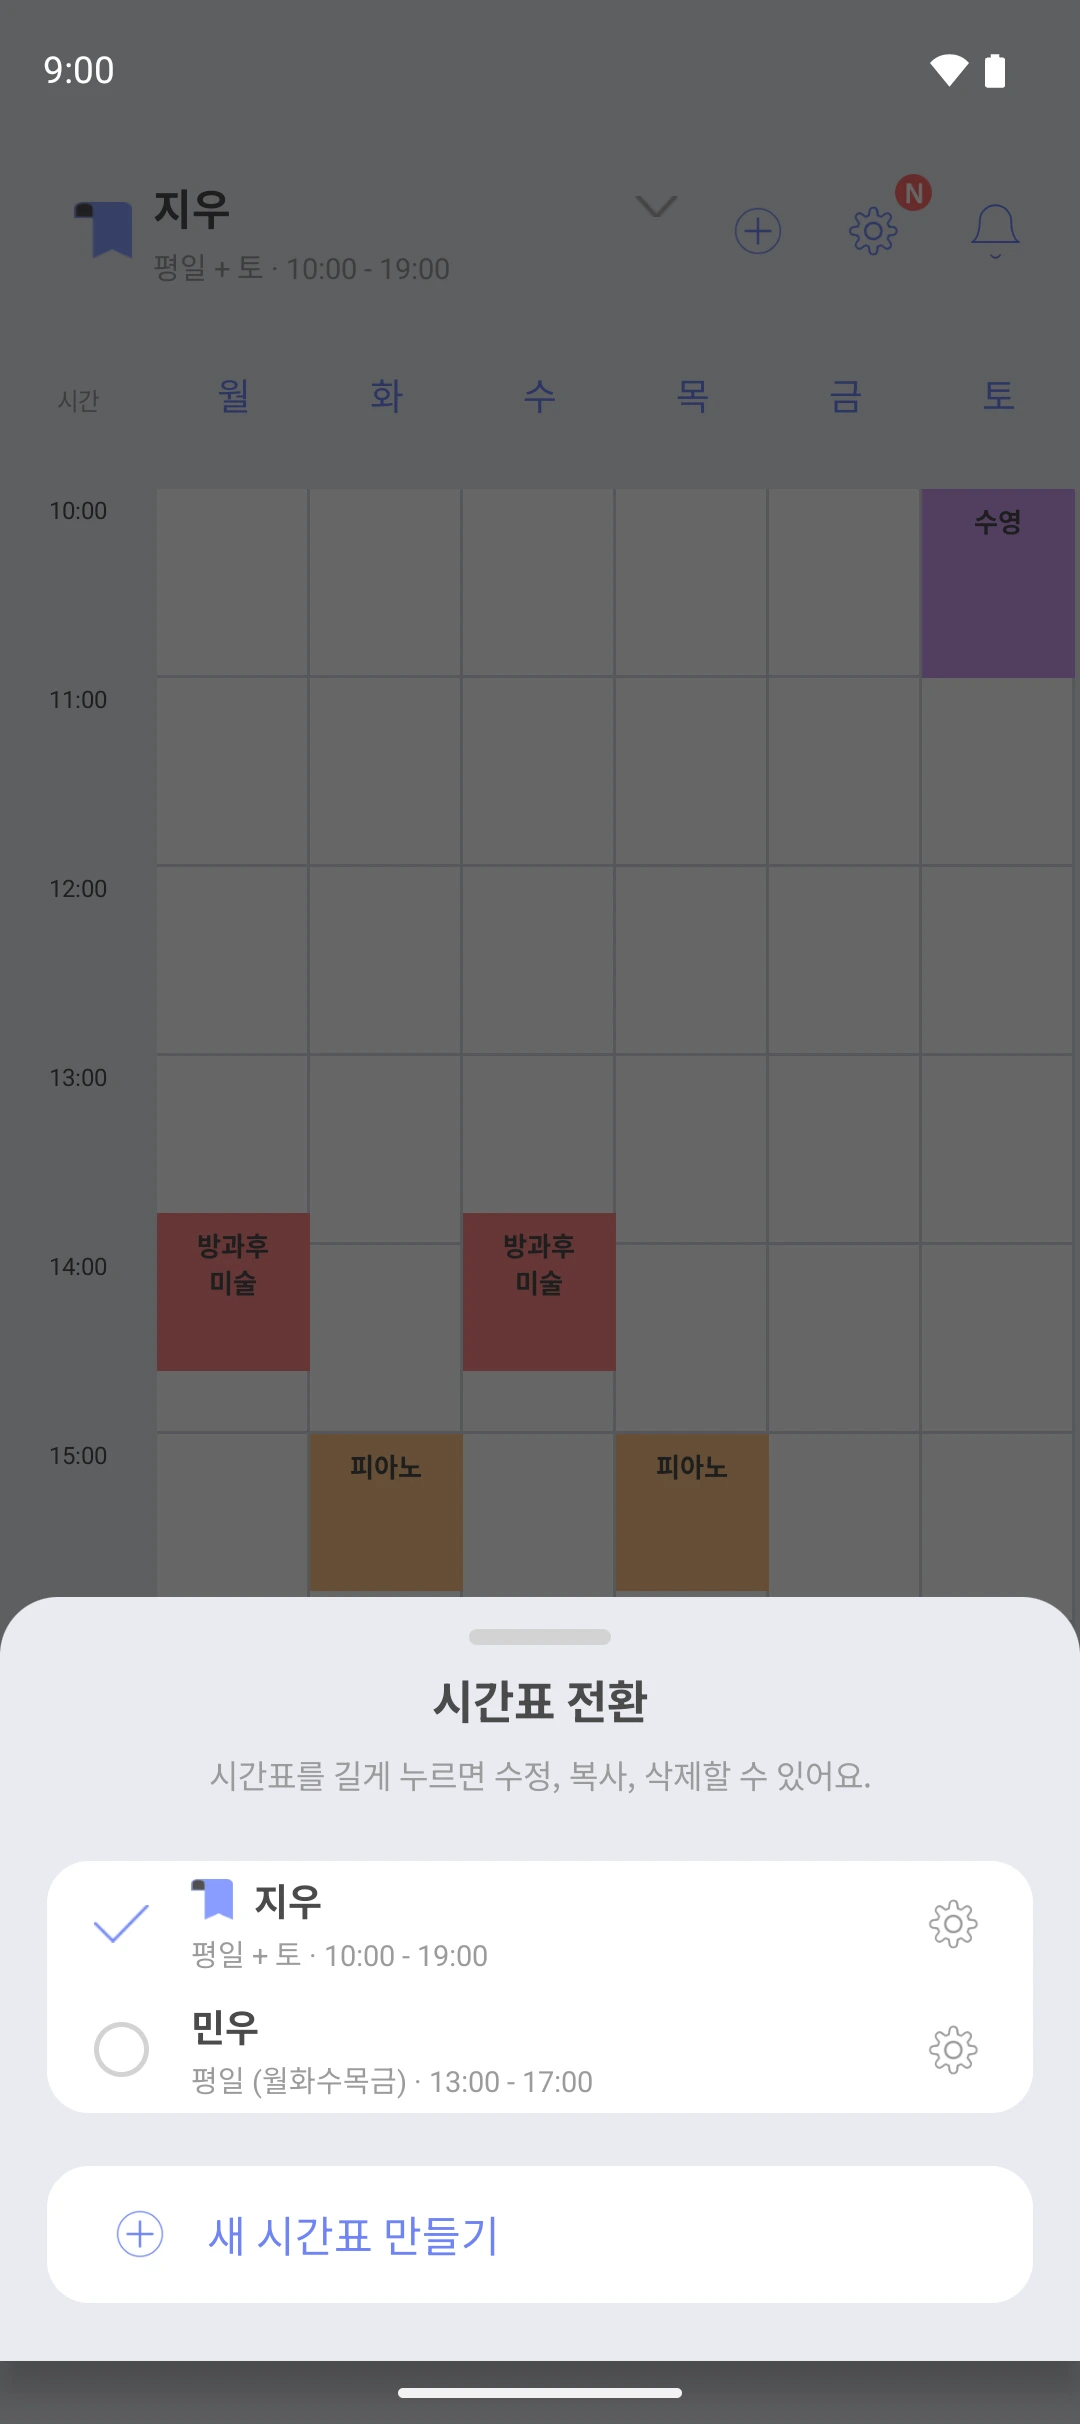 9:00
지우
N
평일 + 토 · 10:00 - 19:00
시간 월 화 수 목 금 토
10:00 수영
11:00
12:00
13:00
방과후 방과후
미술 미술
14:00
15:00
피아노 피아노
시간표 전환
시간표를 길게 누르면 수정, 복사, 삭제할 수 있어요.
지우
평일 + 토 · 10:00 - 19:00
민우
평일 (월화수목금) · 13:00 - 17:00
새 시간표 만들기